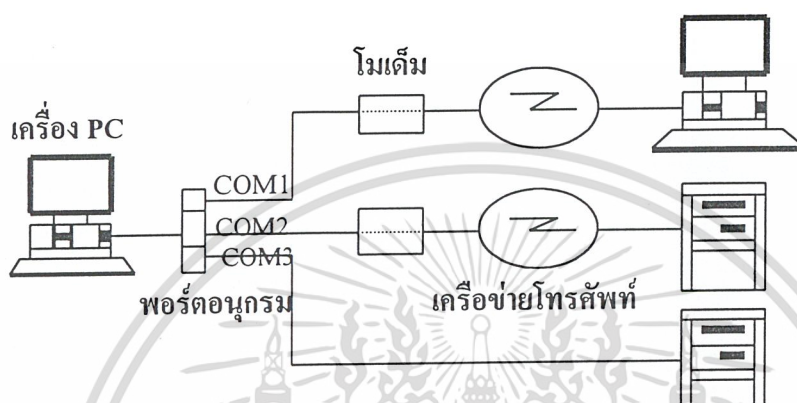 โมเด็ม
เครื่อง PC
COM1
COM2
COM3
พอร์ตอนุกรม
เครือข่ายโทรศัพท์